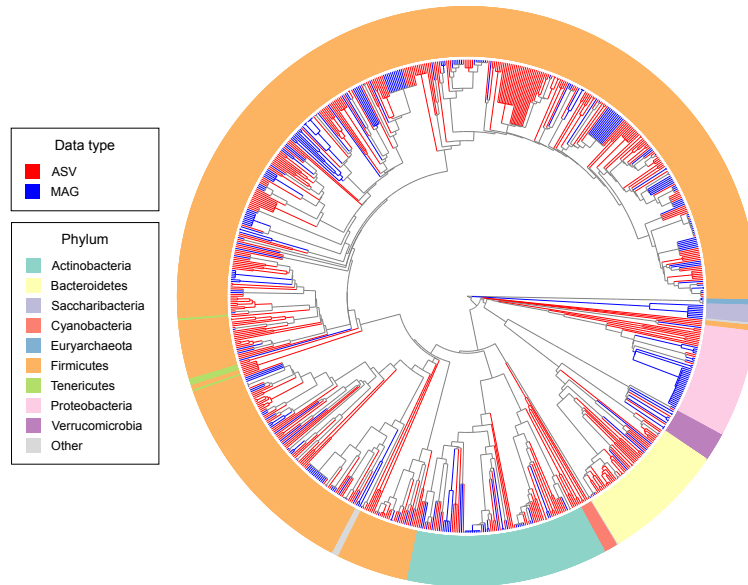 Data type
ASV
MAG
Phylum
Actinobacteria
Bacteroidetes
Saccharibacteria
Cyanobacteria
Euryarchaeota
Firmicutes
Tenericutes
Proteobacteria
Verrucomicrobia
Other